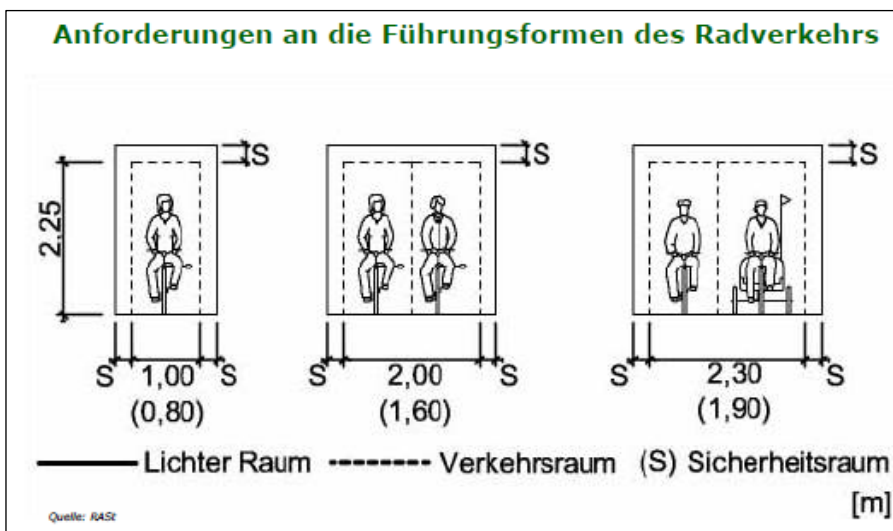 Anforderungen an die Führungsformen des Radverkehrs
S S S
2,25
S 1,00 S S 2,00 S S 2,30 S
(0,80) (1,60) (1,90)
Lichter Raum Verkehrsraum (S) Sicherheitsraum
[m]
Quelle: RASt